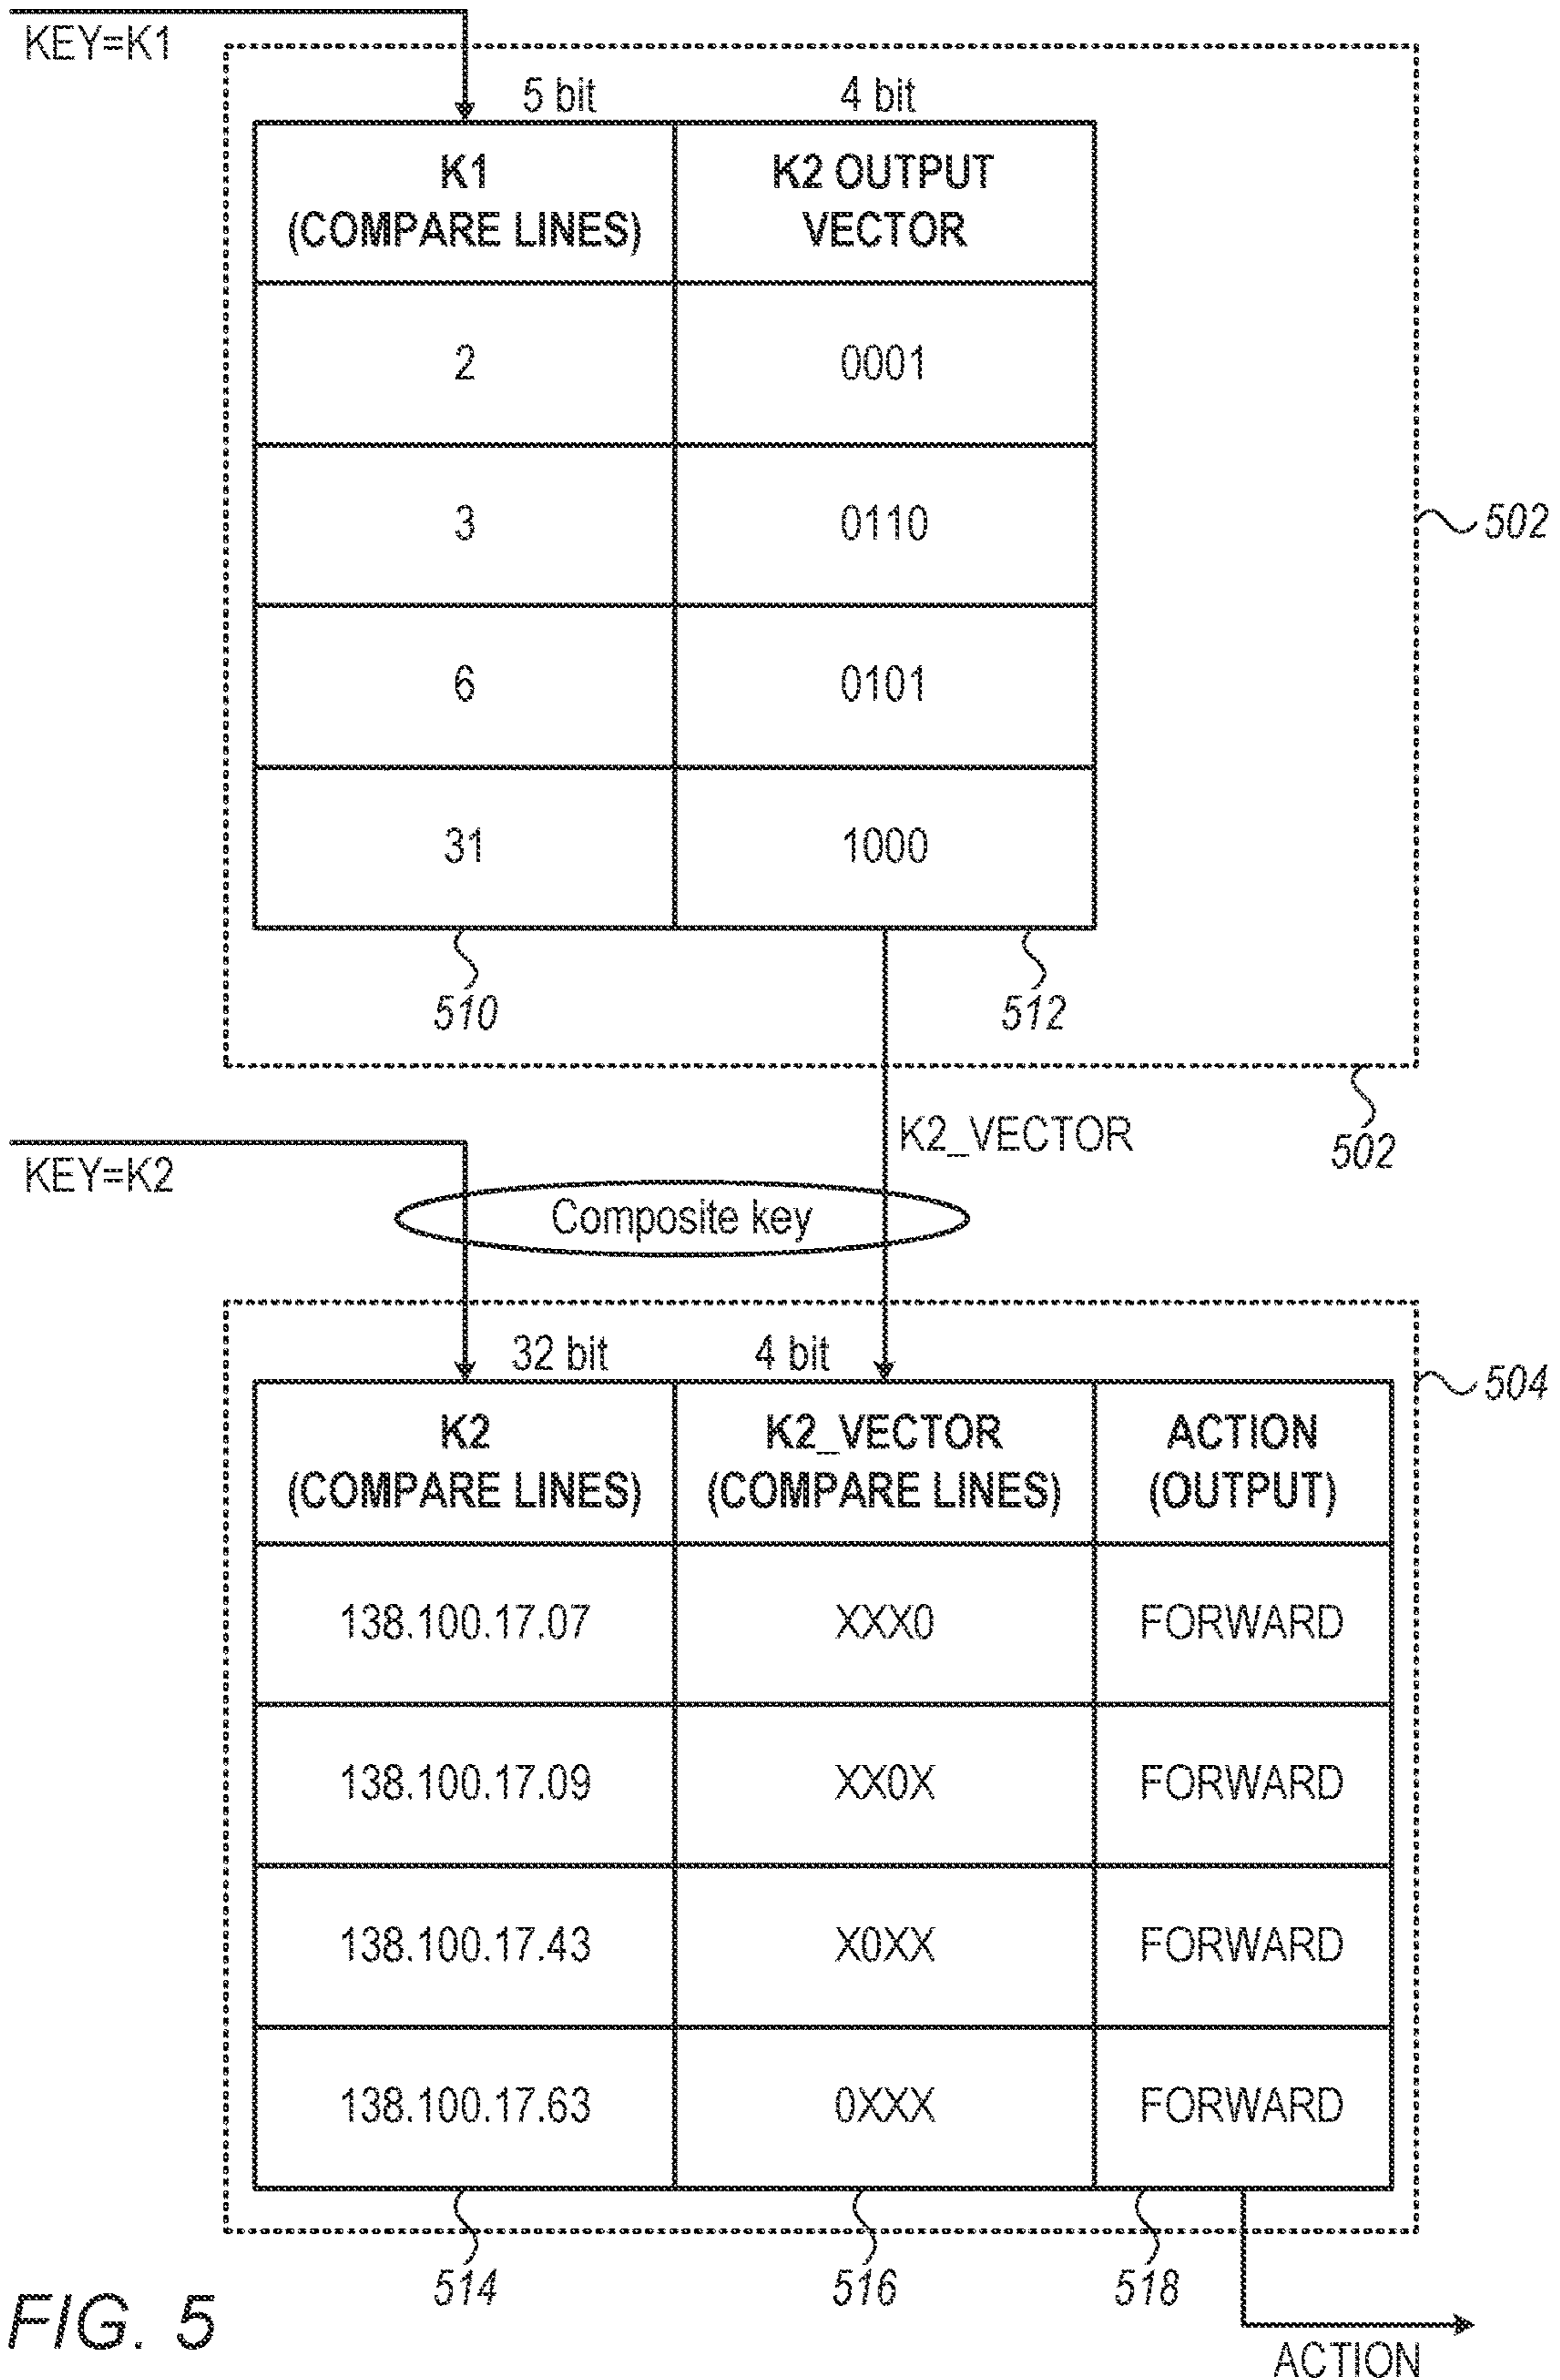 KEY=K1
5 bit 4 bit
K1 K2 OUTPUT
(COMPARE LINES) VECTOR
2 0001
3 0110
502
6 0101
31 1000
510 512
K2_VECTOR
502
KEY=K2
Composite key
32 bit 4 bit
504
K2 K2_VECTOR ACTION
(COMPARE LINES) (COMPARE LINES) (OUTPUT)
138.100.17.07 XXX0 FORWARD
138.100.17.09 XX0X FORWARD
138.100.17.43 X0XX FORWARD
138.100.17.63 0XXX FORWARD
514 516 518
FIG. 5
ACTION